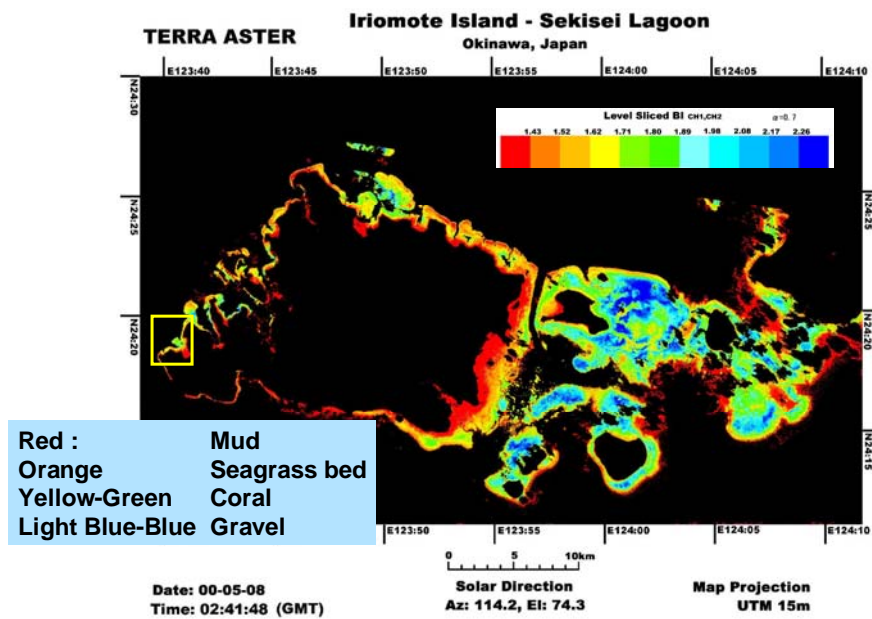 Iriomote Island - Sekisei Lagoon
TERRA ASTER
Okinawa, Japan
E123:40 E123:45 E123:50 E123:55 E124:00 E124:05 E124:10
N24:30
Level Sliced BI CH1,CH2 α=0.7
1.43 1.52 1.62 1.71 1.80 1.89 1.98 2.08 2.17 2.26
N24:25 N24:25
N24:20 N24:20
N24:15
Red : Mud
Orange Seagrass bed
Yellow-Green Coral
Light Blue-Blue Gravel
E123:50 E123:55 E124:00 E124:05 E124:10
0 5 10km
Date: 00-05-08 Solar Direction Map Projection
Time: 02:41:48 (GMT) Az: 114.2, El: 74.3 UTM 15m